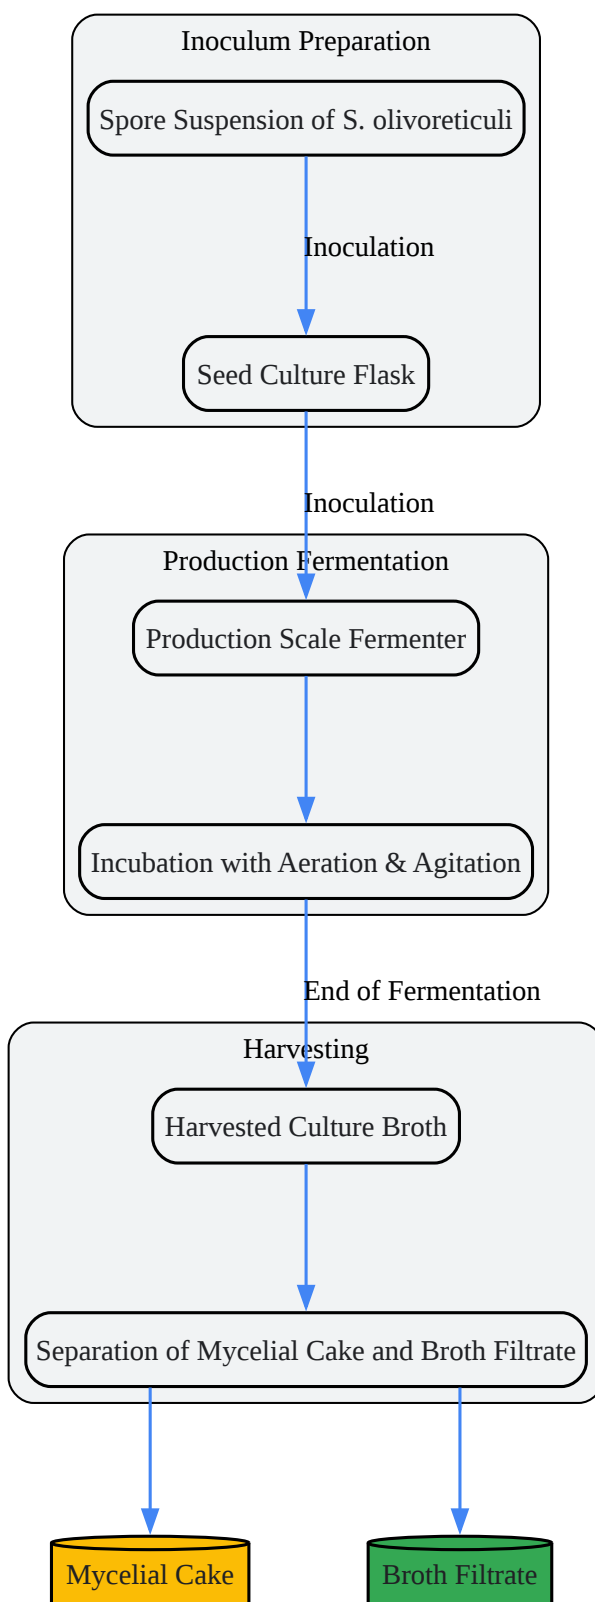 Inoculum Preparation
Spore Suspension of S. olivoreticuli
Inoculation
Seed Culture Flask
Inoculation
Production Fermentation
Production Scale Fermenter
Incubation with Aeration & Agitation
End of Fermentation
Harvesting
Harvested Culture Broth
Separation of Mycelial Cake and Broth Filtrate
Mycelial Cake
Broth Filtrate